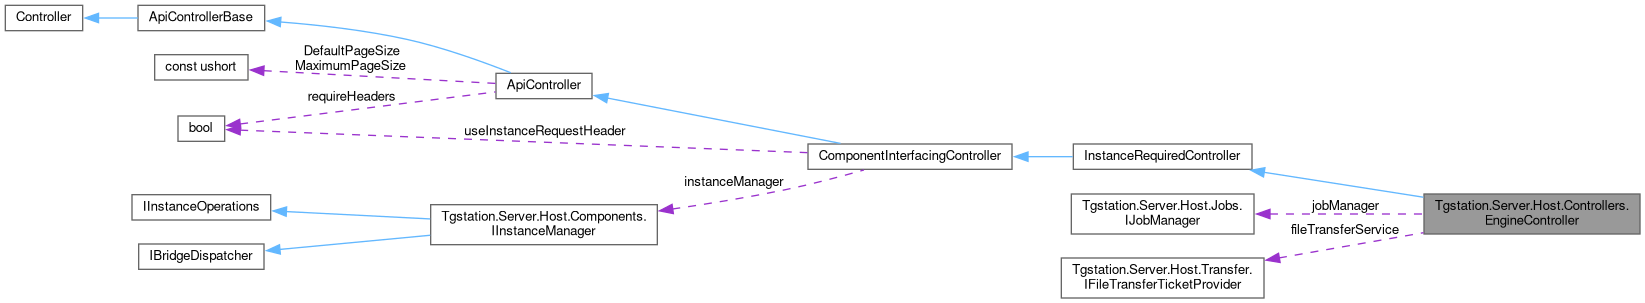 Controller
ApiControllerBase
DefaultPageSize
MaximumPageSize
const ushort
ApiController
requireHeaders
bool
useInstanceRequestHeader
ComponentInterfacingController
InstanceRequiredController
instanceManager
IInstanceOperations
Tgstation.Server.Host.Components.
IInstanceManager
IBridgeDispatcher
Tgstation.Server.Host.Jobs.
IJobManager
jobManager
Tgstation.Server.Host.Controllers.
EngineController
fileTransferService
Tgstation.Server.Host.Transfer.
IFileTransferTicketProvider